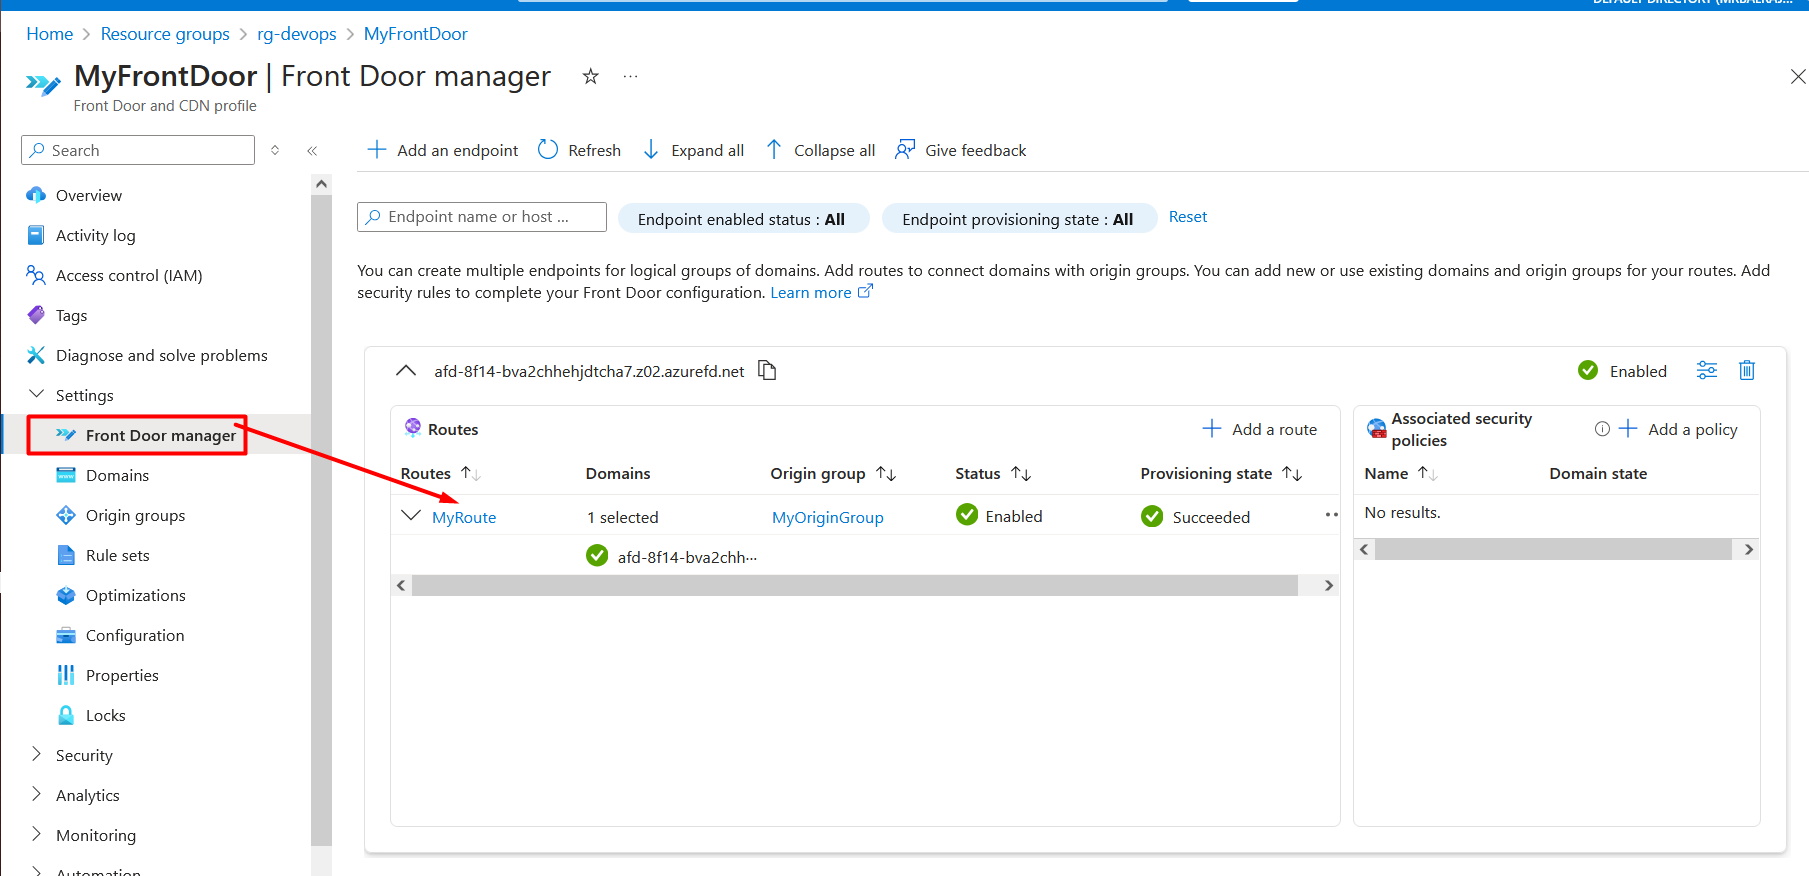 DEFAULT DIRECTORY (MRBALRAJ...
Home > Resource groups > rg-devops > MyFrontDoor
MyFrontDoor | Front Door manager
Front Door and CDN profile
Search
Overview
Activity log
Access control (IAM)
Tags
Diagnose and solve problems
Settings
Front Door manager
Domains
Origin groups
Rule sets
Optimizations
Configuration
Properties
Locks
Security
Analytics
Monitoring
Automation
Add an endpoint Refresh Expand all Collapse all Give feedback
Endpoint name or host ... Endpoint enabled status : All Endpoint provisioning state : All Reset
You can create multiple endpoints for logical groups of domains. Add routes to connect domains with origin groups. You can add new or use existing domains and origin groups for your routes. Add
security rules to complete your Front Door configuration. Learn more
afd-8f14-bva2chhehjdtcha7.z02.azurefd.net Enabled
Routes Add a route
Routes Domains Origin group Status Provisioning state
MyRoute 1 selected MyOriginGroup Enabled Succeeded
afd-8f14-bva2chh...
Associated security
policies
Add a policy
Name Domain state
No results.